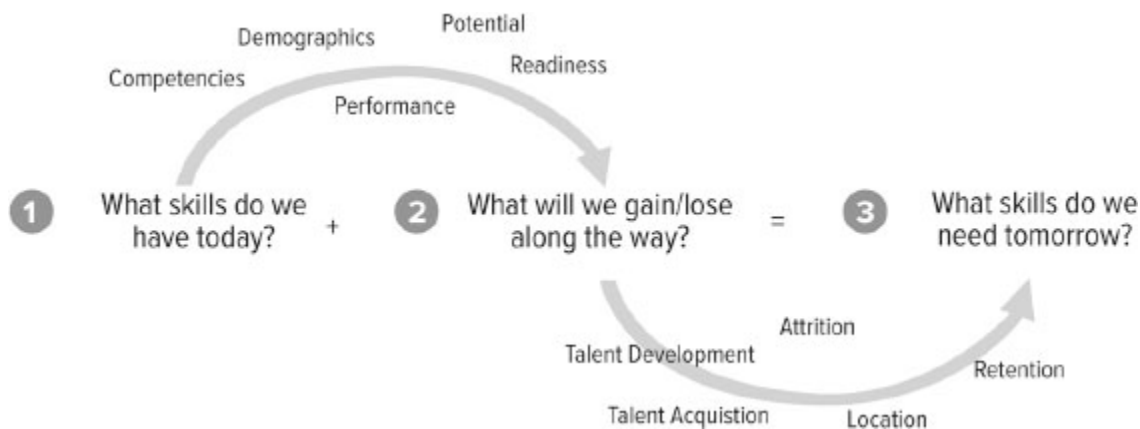 Demographics
Potential
Competencies
Readiness
Performance
1 What skills do we
have today?
+
2 What will we gain/lose
along the way?
=
3 What skills do we
need tomorrow?
Attrition
Talent Development
Retention
Talent Acquistion
Location